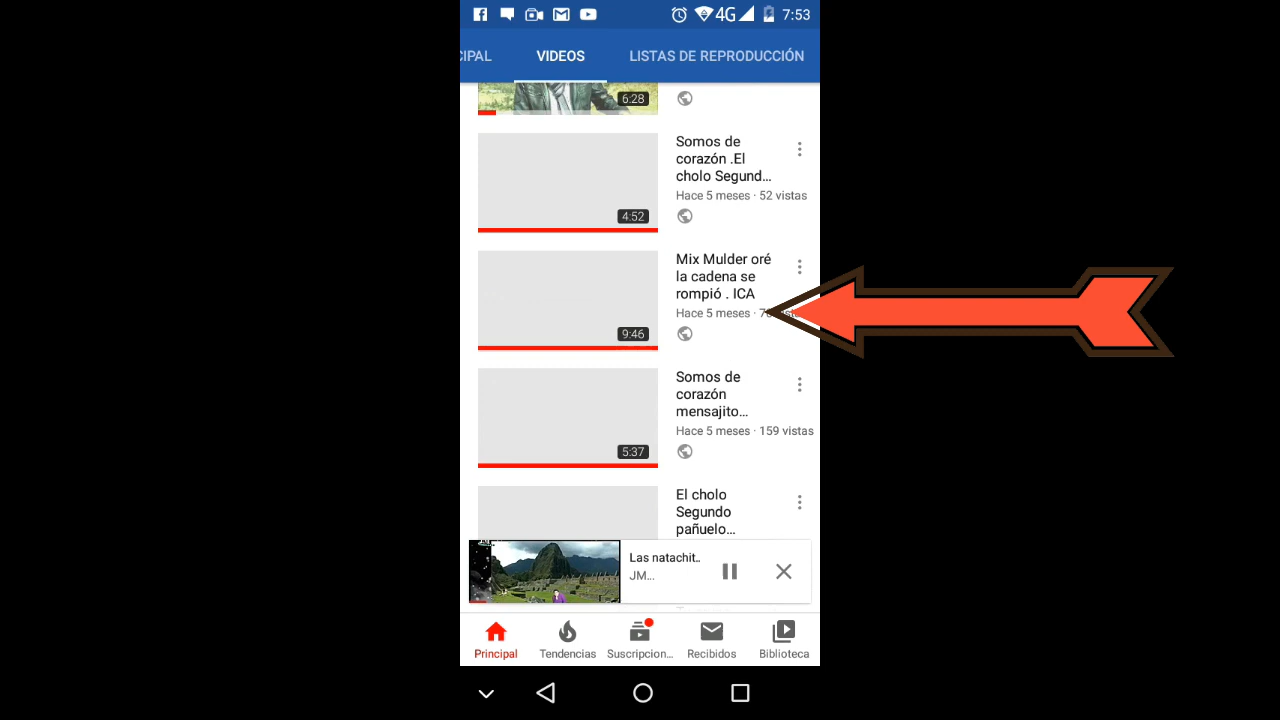 4G 7:53
CIPAL VIDEOS LISTAS DE REPRODUCCIÓN
6:28
Somos de
corazón .El
cholo Segund...
Hace 5 meses · 52 vistas
4:52
Mix Mulder oré
la cadena se
rompió . ICA
Hace 5 meses ·
9:46
Somos de
corazón
mensajito...
Hace 5 meses · 159 vistas
5:37
El cholo
Segundo
pañuelo...
Las natachit..
JM...
Principal Tendencias Suscripcion... Recibidos Biblioteca